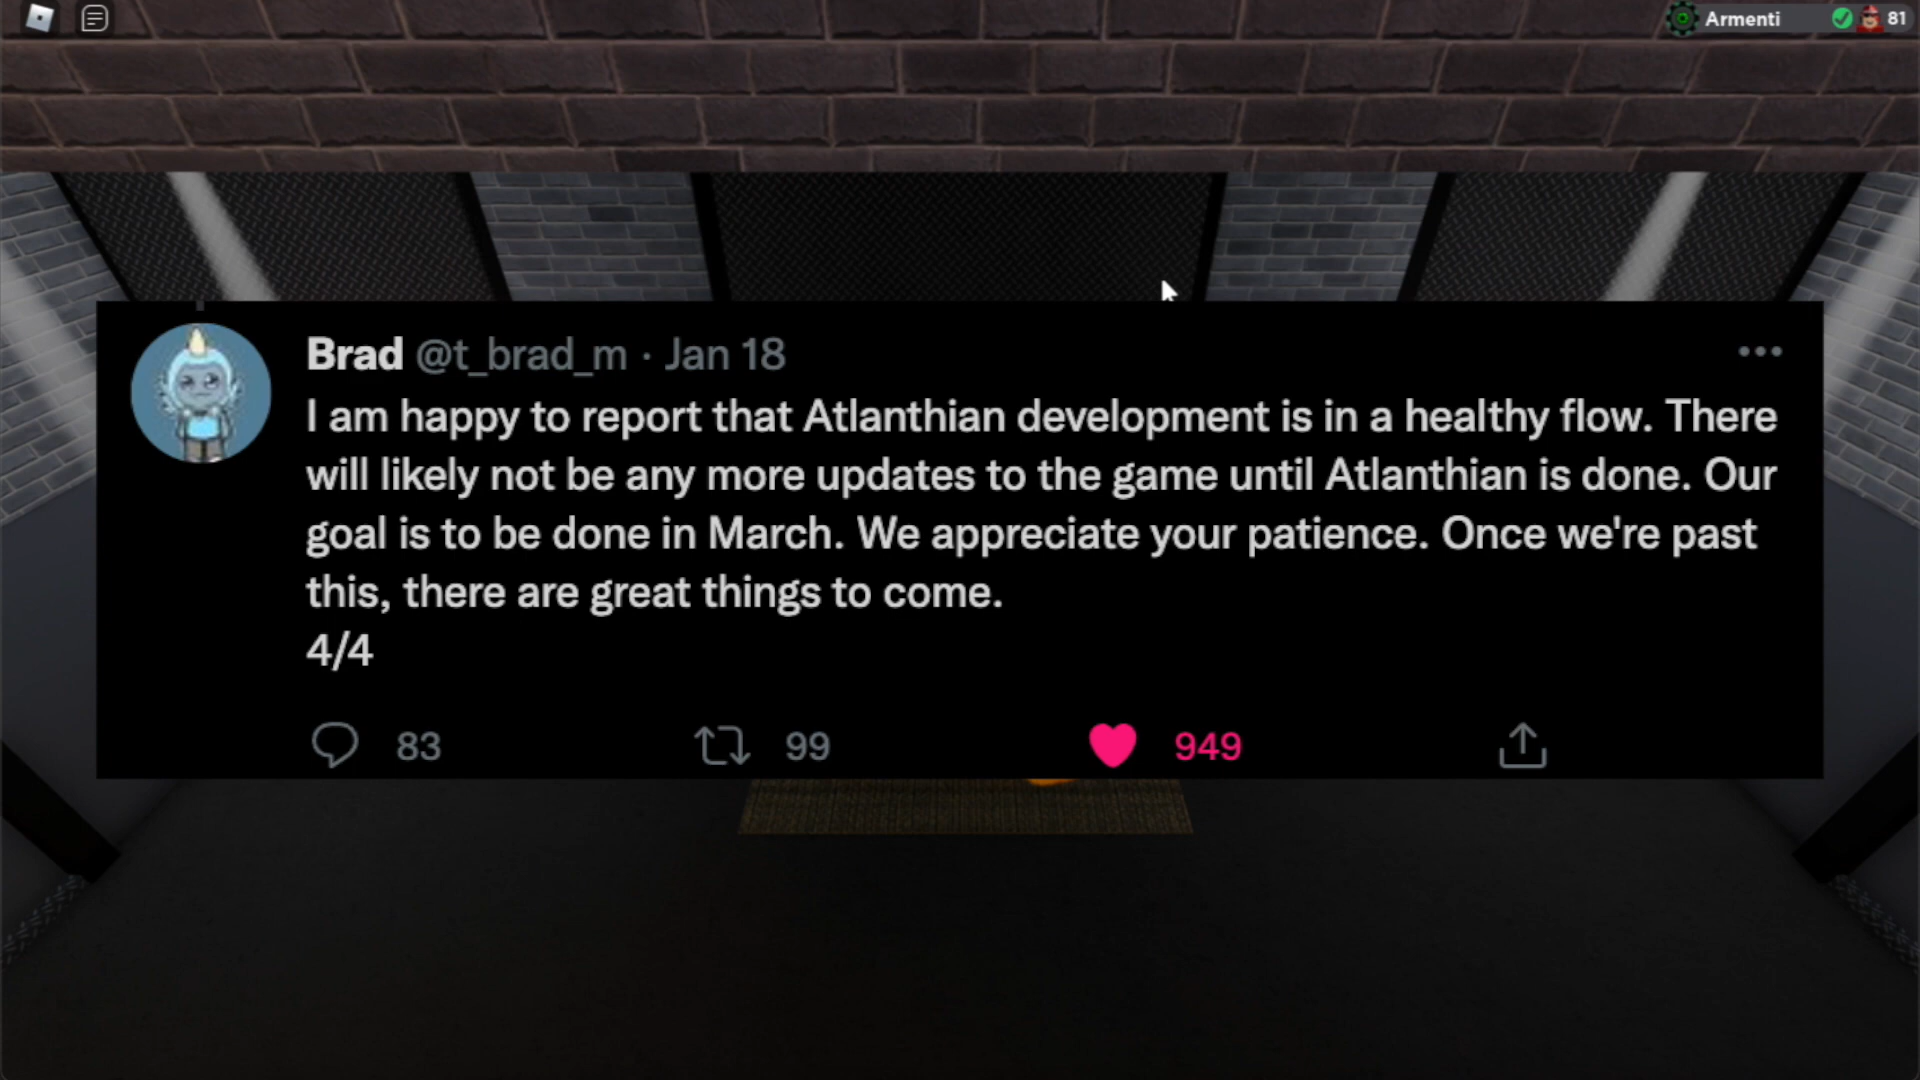 Armenti 81
Brad @t_brad_m · Jan 18
I am happy to report that Atlanthian development is in a healthy flow. There
will likely not be any more updates to the game until Atlanthian is done. Our
goal is to be done in March. We appreciate your patience. Once we're past
this, there are great things to come.
4/4
83 99 949